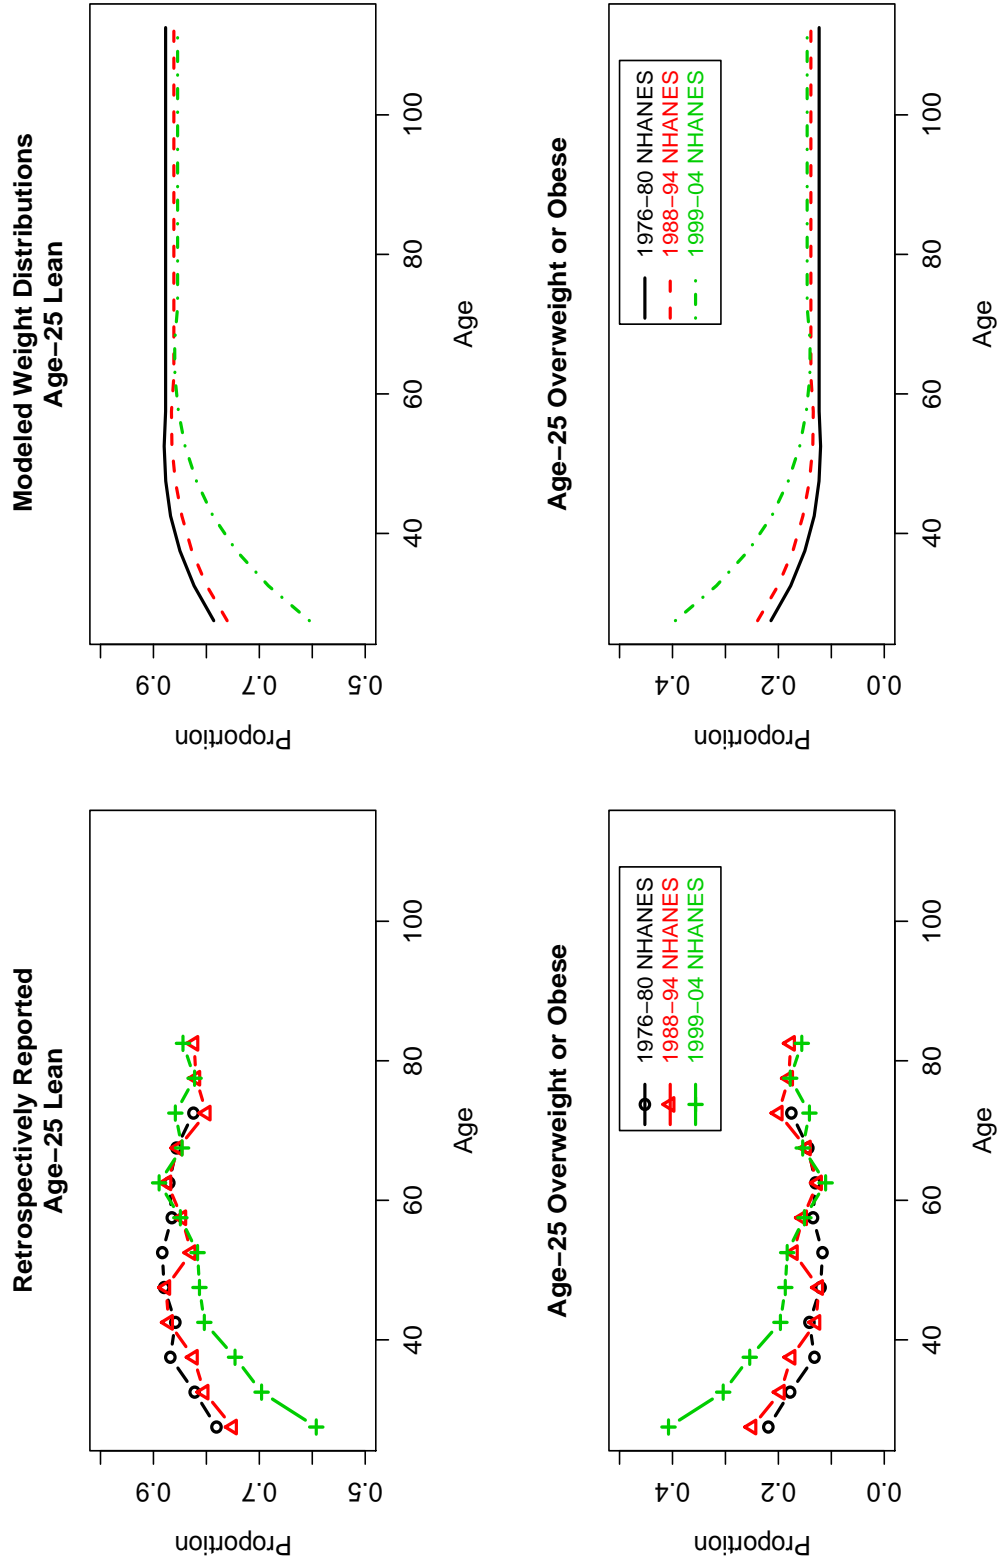 Retrospectively Reported
Age−25 Lean
Proportion
0.9
0.7
0.5
40 60 80 100
Age
Modeled Weight Distributions
Age−25 Lean
Proportion
0.9
0.7
0.5
40 60 80 100
Age
Age−25 Overweight or Obese
1976−80 NHANES
1988−94 NHANES
1999−04 NHANES
Proportion
0.4
0.2
0.0
40 60 80 100
Age
Age−25 Overweight or Obese
1976−80 NHANES
1988−94 NHANES
1999−04 NHANES
Proportion
0.4
0.2
0.0
40 60 80 100
Age